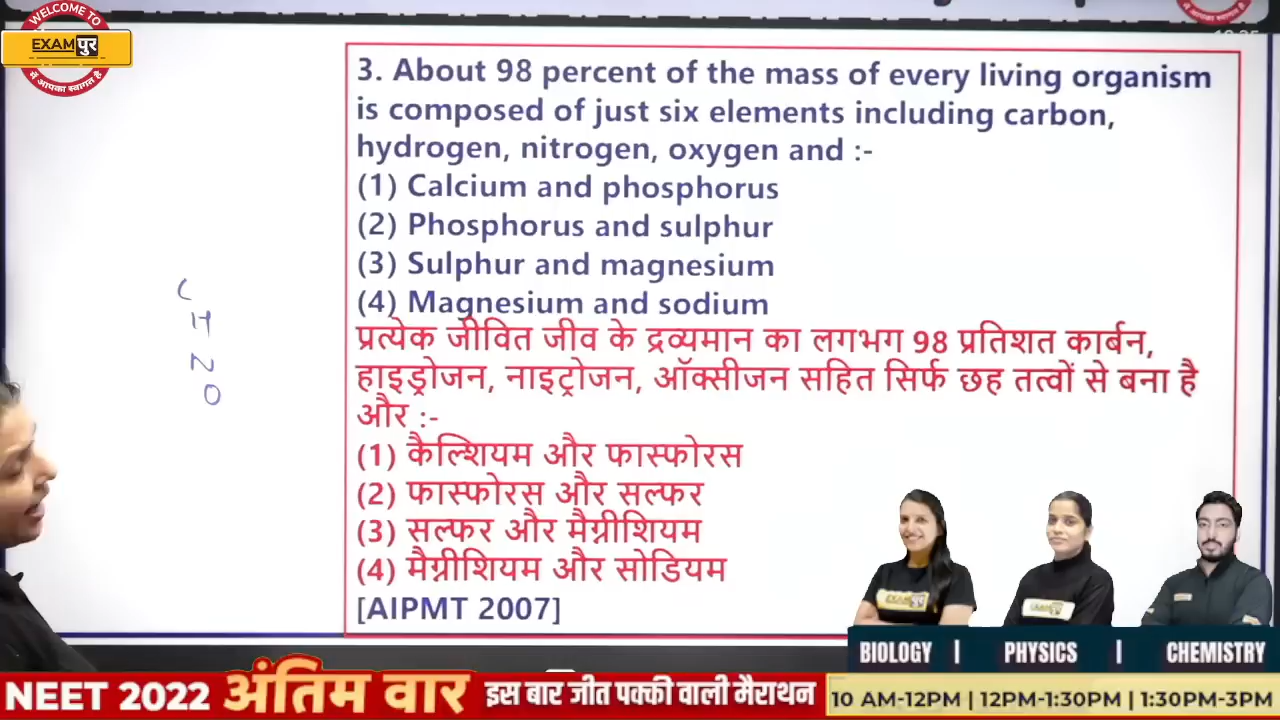 WELCOME TO
EXAMपुर
में आपका स्वागत है
में आपका स्वागत है
3. About 98 percent of the mass of every living organism
is composed of just six elements including carbon,
hydrogen, nitrogen, oxygen and :-
(1) Calcium and phosphorus
(2) Phosphorus and sulphur
(3) Sulphur and magnesium
(4) Magnesium and sodium
प्रत्येक जीवित जीव के द्रव्यमान का लगभग 98 प्रतिशत कार्बन,
हाइड्रोजन, नाइट्रोजन, ऑक्सीजन सहित सिर्फ छह तत्वों से बना है
और :-
(1) कैल्शियम और फास्फोरस
(2) फास्फोरस और सल्फर
(3) सल्फर और मैग्नीशियम
(4) मैग्नीशियम और सोडियम
[AIPMT 2007]
C
H
N
O
BIOLOGY | PHYSICS | CHEMISTRY
NEET 2022 अंतिम वार इस बार जीत पक्की वाली मैराथन
10 AM-12PM | 12PM-1:30PM | 1:30PM-3PM